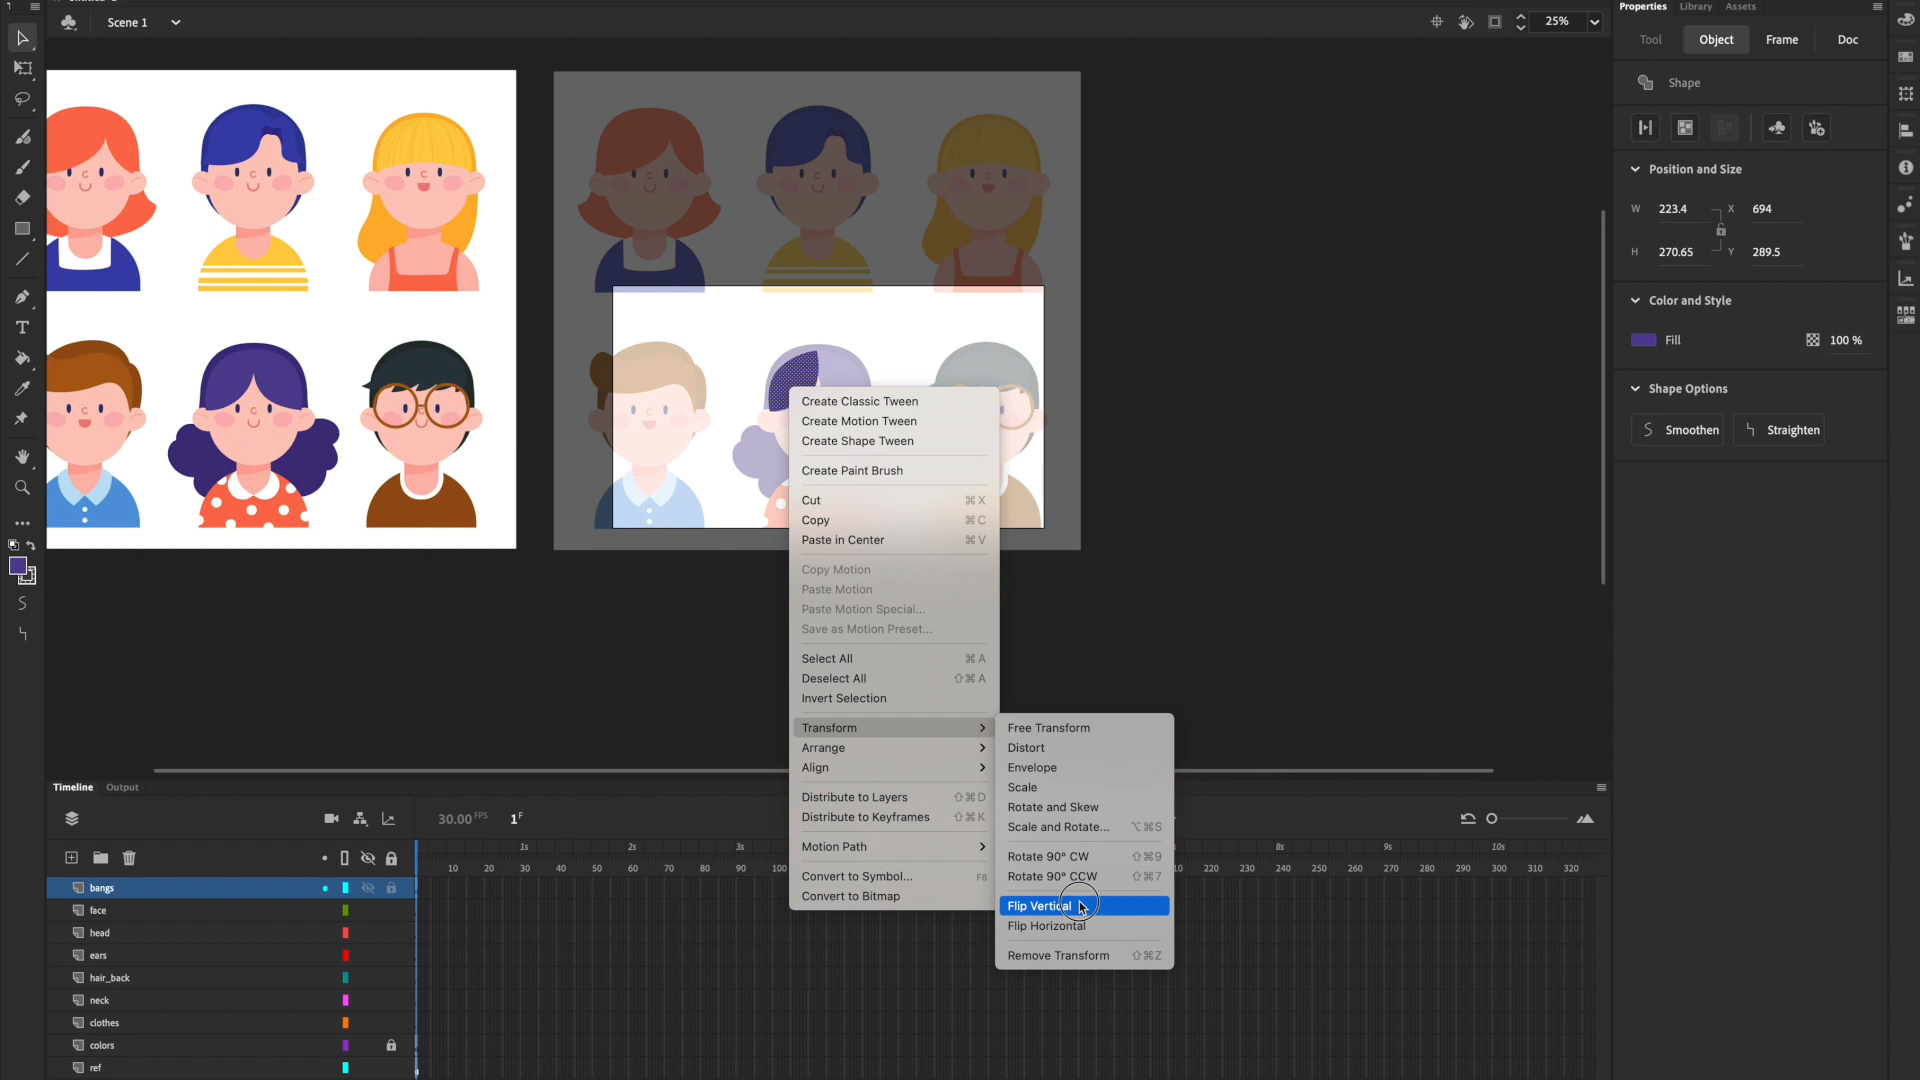 Scene 1
25%
Properties
Library
Assets
Tool
Object
Frame
Doc
Shape
Position and Size
W 223.4 X 694
H 270.65 Y 289.5
Color and Style
Fill
100 %
Shape Options
Smoothen
Straighten
Create Classic Tween
Create Motion Tween
Create Shape Tween
Create Paint Brush
Cut ⌘X
Copy ⌘C
Paste in Center ⌘V
Copy Motion
Paste Motion
Paste Motion Special...
Save as Motion Preset...
Select All ⌘A
Deselect All ⇧⌘A
Invert Selection
Transform
Arrange
Align
Distribute to Layers ⇧⌘D
Distribute to Keyframes ⇧⌘K
Motion Path
Convert to Symbol... F8
Convert to Bitmap
Free Transform
Distort
Envelope
Scale
Rotate and Skew
Scale and Rotate... ⌥⌘S
Rotate 90° CW ⇧⌘9
Rotate 90° CCW ⇧⌘7
Flip Vertical
Flip Horizontal
Remove Transform ⇧⌘Z
Timeline
Output
30.00 FPS 1 F
1s 2s 3s 8s 9s 10s
10 20 30 40 50 60 70 80 90 100 220 230 240 250 260 270 280 290 300 310 320
bangs
face
head
ears
hair_back
neck
clothes
colors
ref